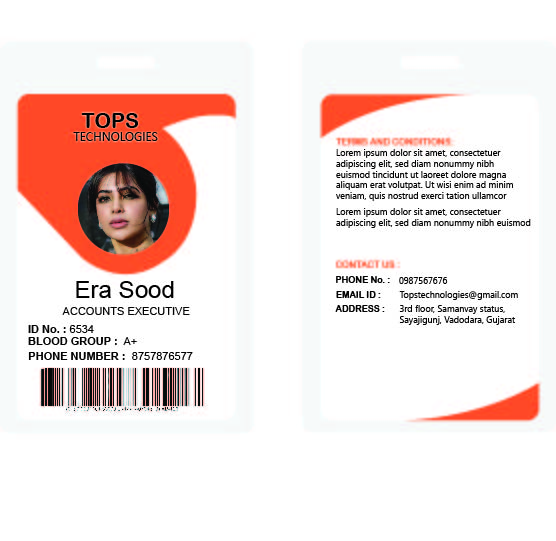 TOPS
TECHNOLOGIES
Era Sood
ACCOUNTS EXECUTIVE
ID No. : 6534
BLOOD GROUP : A+
PHONE NUMBER : 8757876577
TERMS AND CONDITIONS:
Lorem ipsum dolor sit amet, consectetuer
adipiscing elit, sed diam nonummy nibh
euismod tincidunt ut laoreet dolore magna
aliquam erat volutpat. Ut wisi enim ad minim
veniam, quis nostrud exerci tation ullamcor
Lorem ipsum dolor sit amet, consectetuer
adipiscing elit, sed diam nonummy nibh euismod
CONTACT US :
PHONE No. : 0987567676
EMAIL ID : Topstechnologies@gmail.com
ADDRESS : 3rd floor, Samanvay status,
Sayajigunj, Vadodara, Gujarat